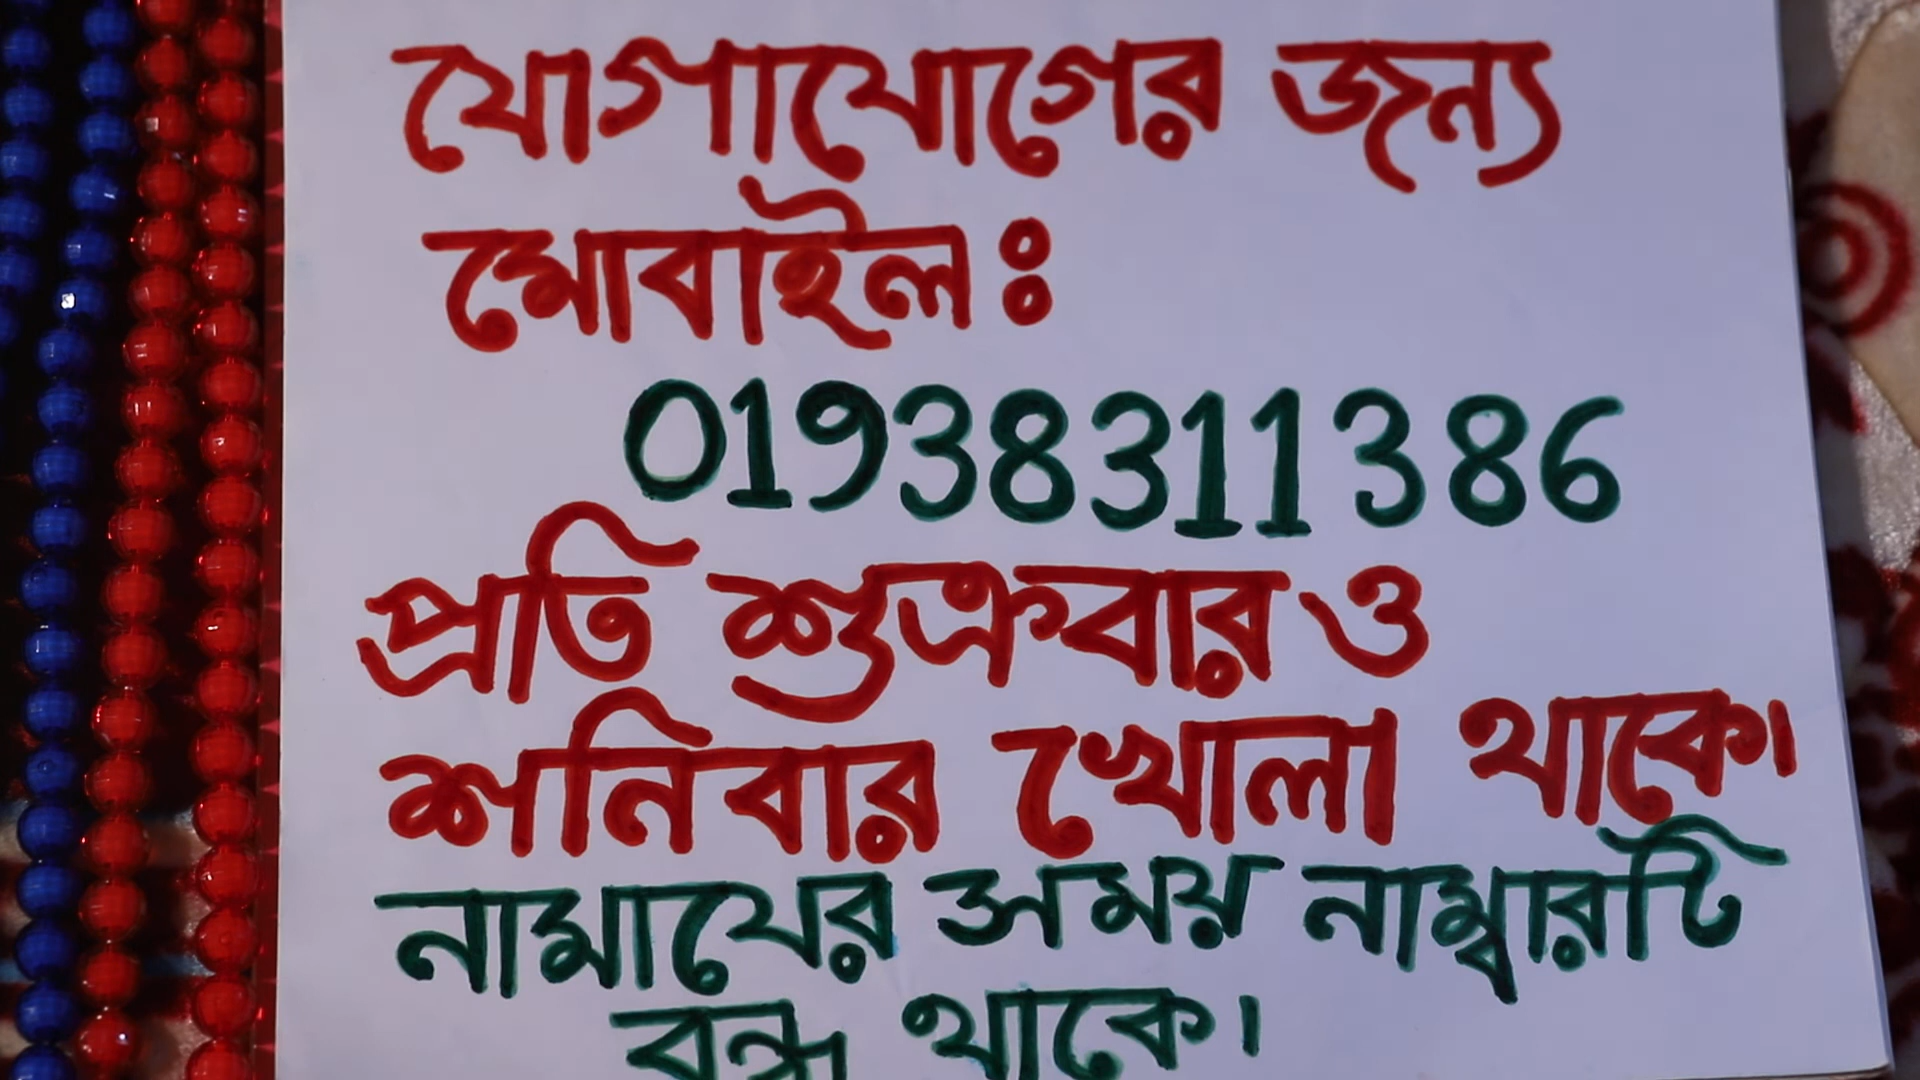 যোগাযোগের জন্য
মোবাইল ঃ
01938311386
প্রতি শুক্রবার ও
শনিবার খোলা থাকে।
নামাযের সময় নাম্বারটি
বন্ধ থাকে।